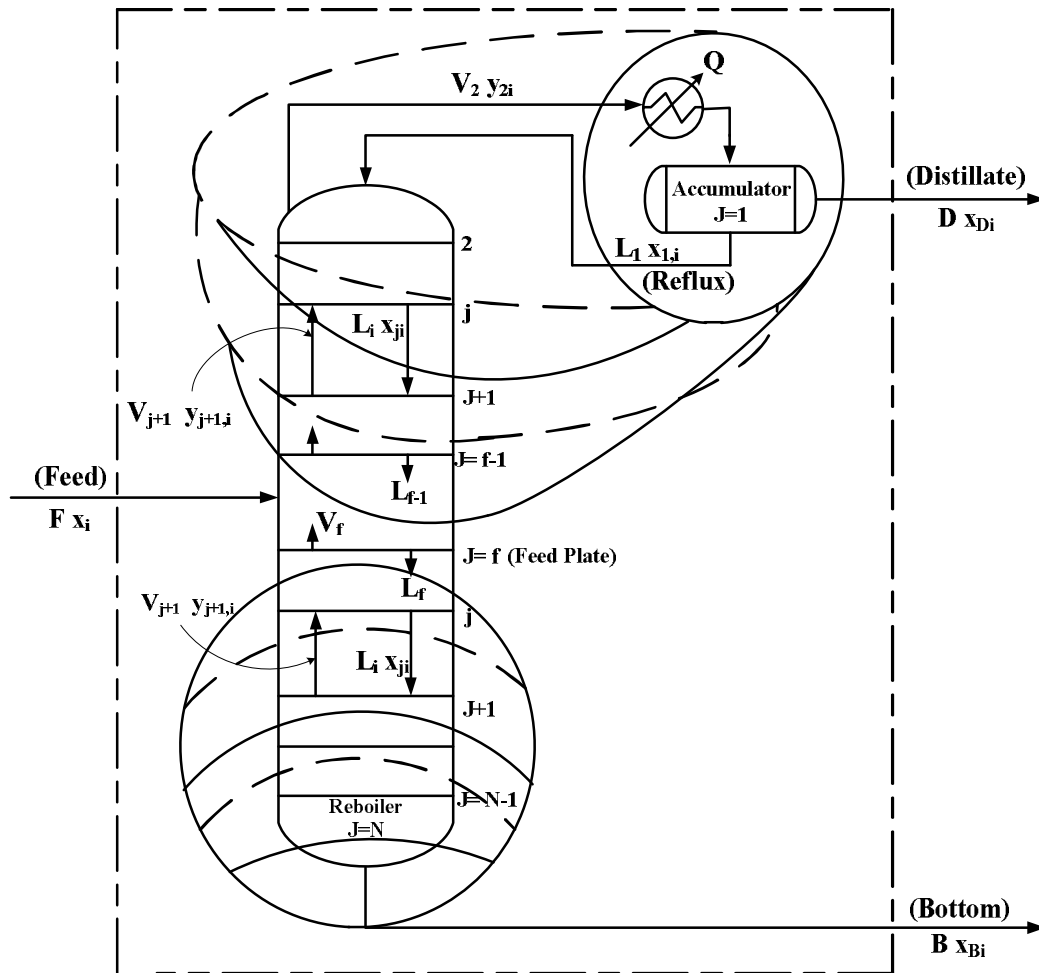 Q
V2 y2i
Accumulator
J=1
(Distillate)
D xDi
L1 x1,i
(Reflux)
2
j
Li xji
Vj+1 yj+1,i
J+1
J= f-1
Lf-1
(Feed)
F xi
Vf
J= f (Feed Plate)
Lf
Vj+1 yj+1,i
j
Li xji
J+1
J=N-1
Reboiler
J=N
(Bottom)
B xBi